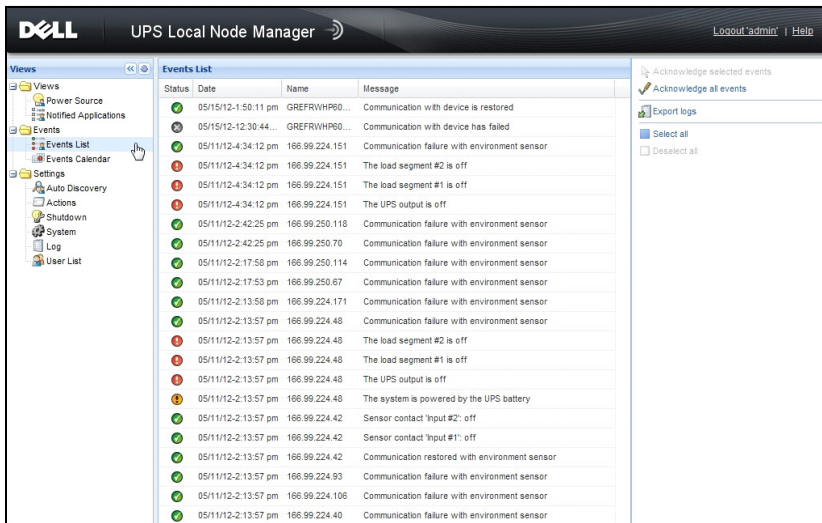 DELL UPS Local Node Manager Logout 'admin' | Help
Views
Views
Power Source
Notified Applications
Events
Events List
Events Calendar
Settings
Auto Discovery
Actions
Shutdown
System
Log
User List
Events List
Status Date Name Message
05/15/12-1:50:11 pm GREFRWHP60... Communication with device is restored
05/15/12-12:30:44... GREFRWHP60... Communication with device has failed
05/11/12-4:34:12 pm 166.99.224.151 Communication failure with environment sensor
05/11/12-4:34:12 pm 166.99.224.151 The load segment #2 is off
05/11/12-4:34:12 pm 166.99.224.151 The load segment #1 is off
05/11/12-4:34:12 pm 166.99.224.151 The UPS output is off
05/11/12-2:42:25 pm 166.99.250.118 Communication failure with environment sensor
05/11/12-2:42:25 pm 166.99.250.70 Communication failure with environment sensor
05/11/12-2:17:58 pm 166.99.250.114 Communication failure with environment sensor
05/11/12-2:17:53 pm 166.99.250.67 Communication failure with environment sensor
05/11/12-2:13:58 pm 166.99.224.171 Communication failure with environment sensor
05/11/12-2:13:57 pm 166.99.224.48 Communication failure with environment sensor
05/11/12-2:13:57 pm 166.99.224.48 The load segment #2 is off
05/11/12-2:13:57 pm 166.99.224.48 The load segment #1 is off
05/11/12-2:13:57 pm 166.99.224.48 The UPS output is off
05/11/12-2:13:57 pm 166.99.224.48 The system is powered by the UPS battery
05/11/12-2:13:57 pm 166.99.224.42 Sensor contact 'Input #2': off
05/11/12-2:13:57 pm 166.99.224.42 Sensor contact 'Input #1': off
05/11/12-2:13:57 pm 166.99.224.42 Communication restored with environment sensor
05/11/12-2:13:57 pm 166.99.224.93 Communication failure with environment sensor
05/11/12-2:13:57 pm 166.99.224.106 Communication failure with environment sensor
05/11/12-2:13:57 pm 166.99.224.40 Communication failure with environment sensor
Acknowledge selected events
Acknowledge all events
Export logs
Select all
Deselect all